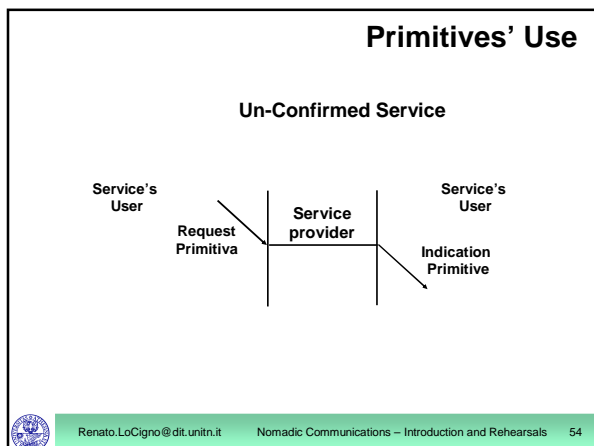 Primitives’ Use
Un-Confirmed Service
Service’s
User
Request
Primitiva
Service
provider
Service’s
User
Indication
Primitive
Renato.LoCigno@dit.unitn.it Nomadic Communications – Introduction and Rehearsals 54